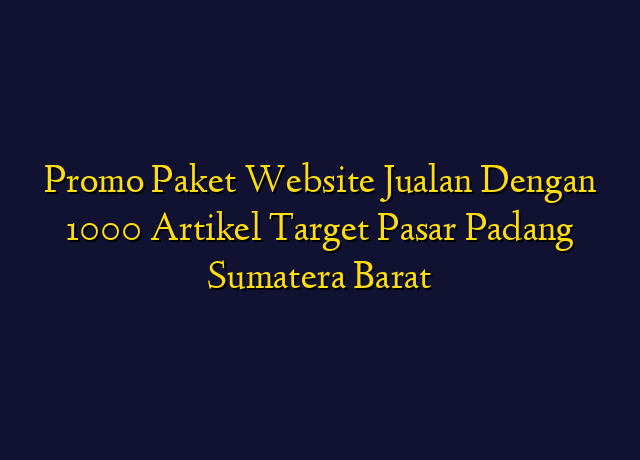 Promo Paket Website Jualan Dengan
1000 Artikel Target Pasar Padang
Sumatera Barat